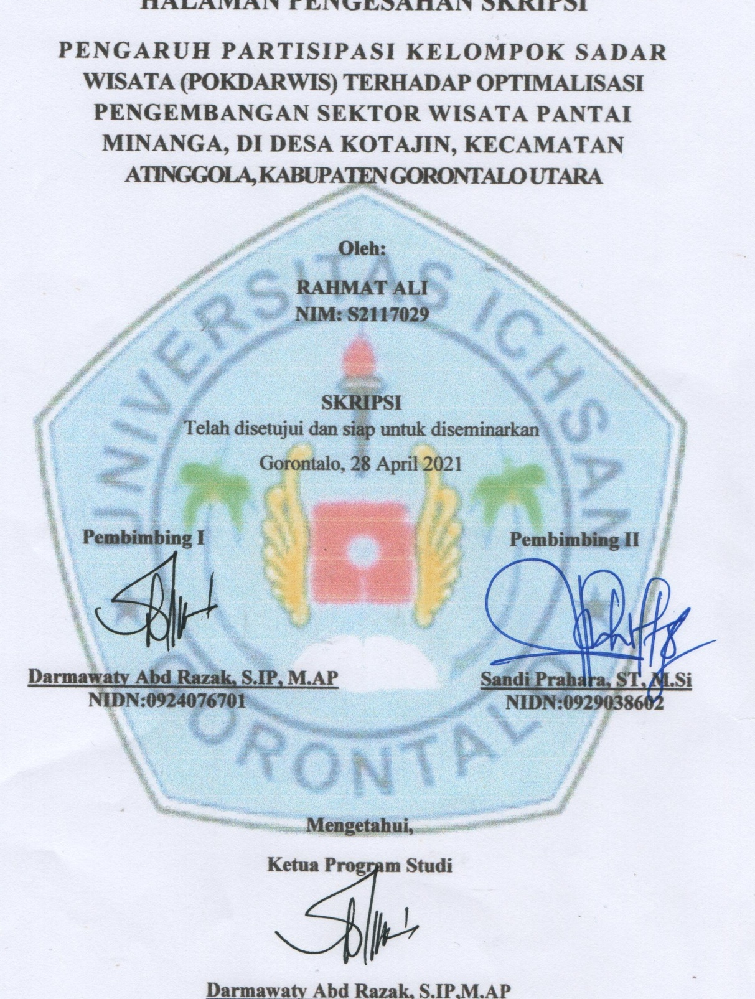 HALAMAN PENGESAHAN SKRIPSI
PENGARUH PARTISIPASI KELOMPOK SADAR
WISATA (POKDARWIS) TERHADAP OPTIMALISASI
PENGEMBANGAN SEKTOR WISATA PANTAI
MINANGA, DI DESA KOTAJIN, KECAMATAN
ATINGGOLA, KABUPATEN GORONTALO UTARA
Oleh:
RAHMAT ALI
NIM: S2117029
UNIVERSITAS ICHSAN
SKRIPSI
Telah disetujui dan siap untuk diseminarkan
Gorontalo, 28 April 2021
Pembimbing I
Pembimbing II
Darmawaty Abd Razak, S.IP, M.AP
NIDN:0924076701
Sandi Prahara, ST, M.Si
NIDN:0929038602
GORONTALO
Mengetahui,
Ketua Program Studi
Darmawaty Abd Razak, S.IP,M.AP